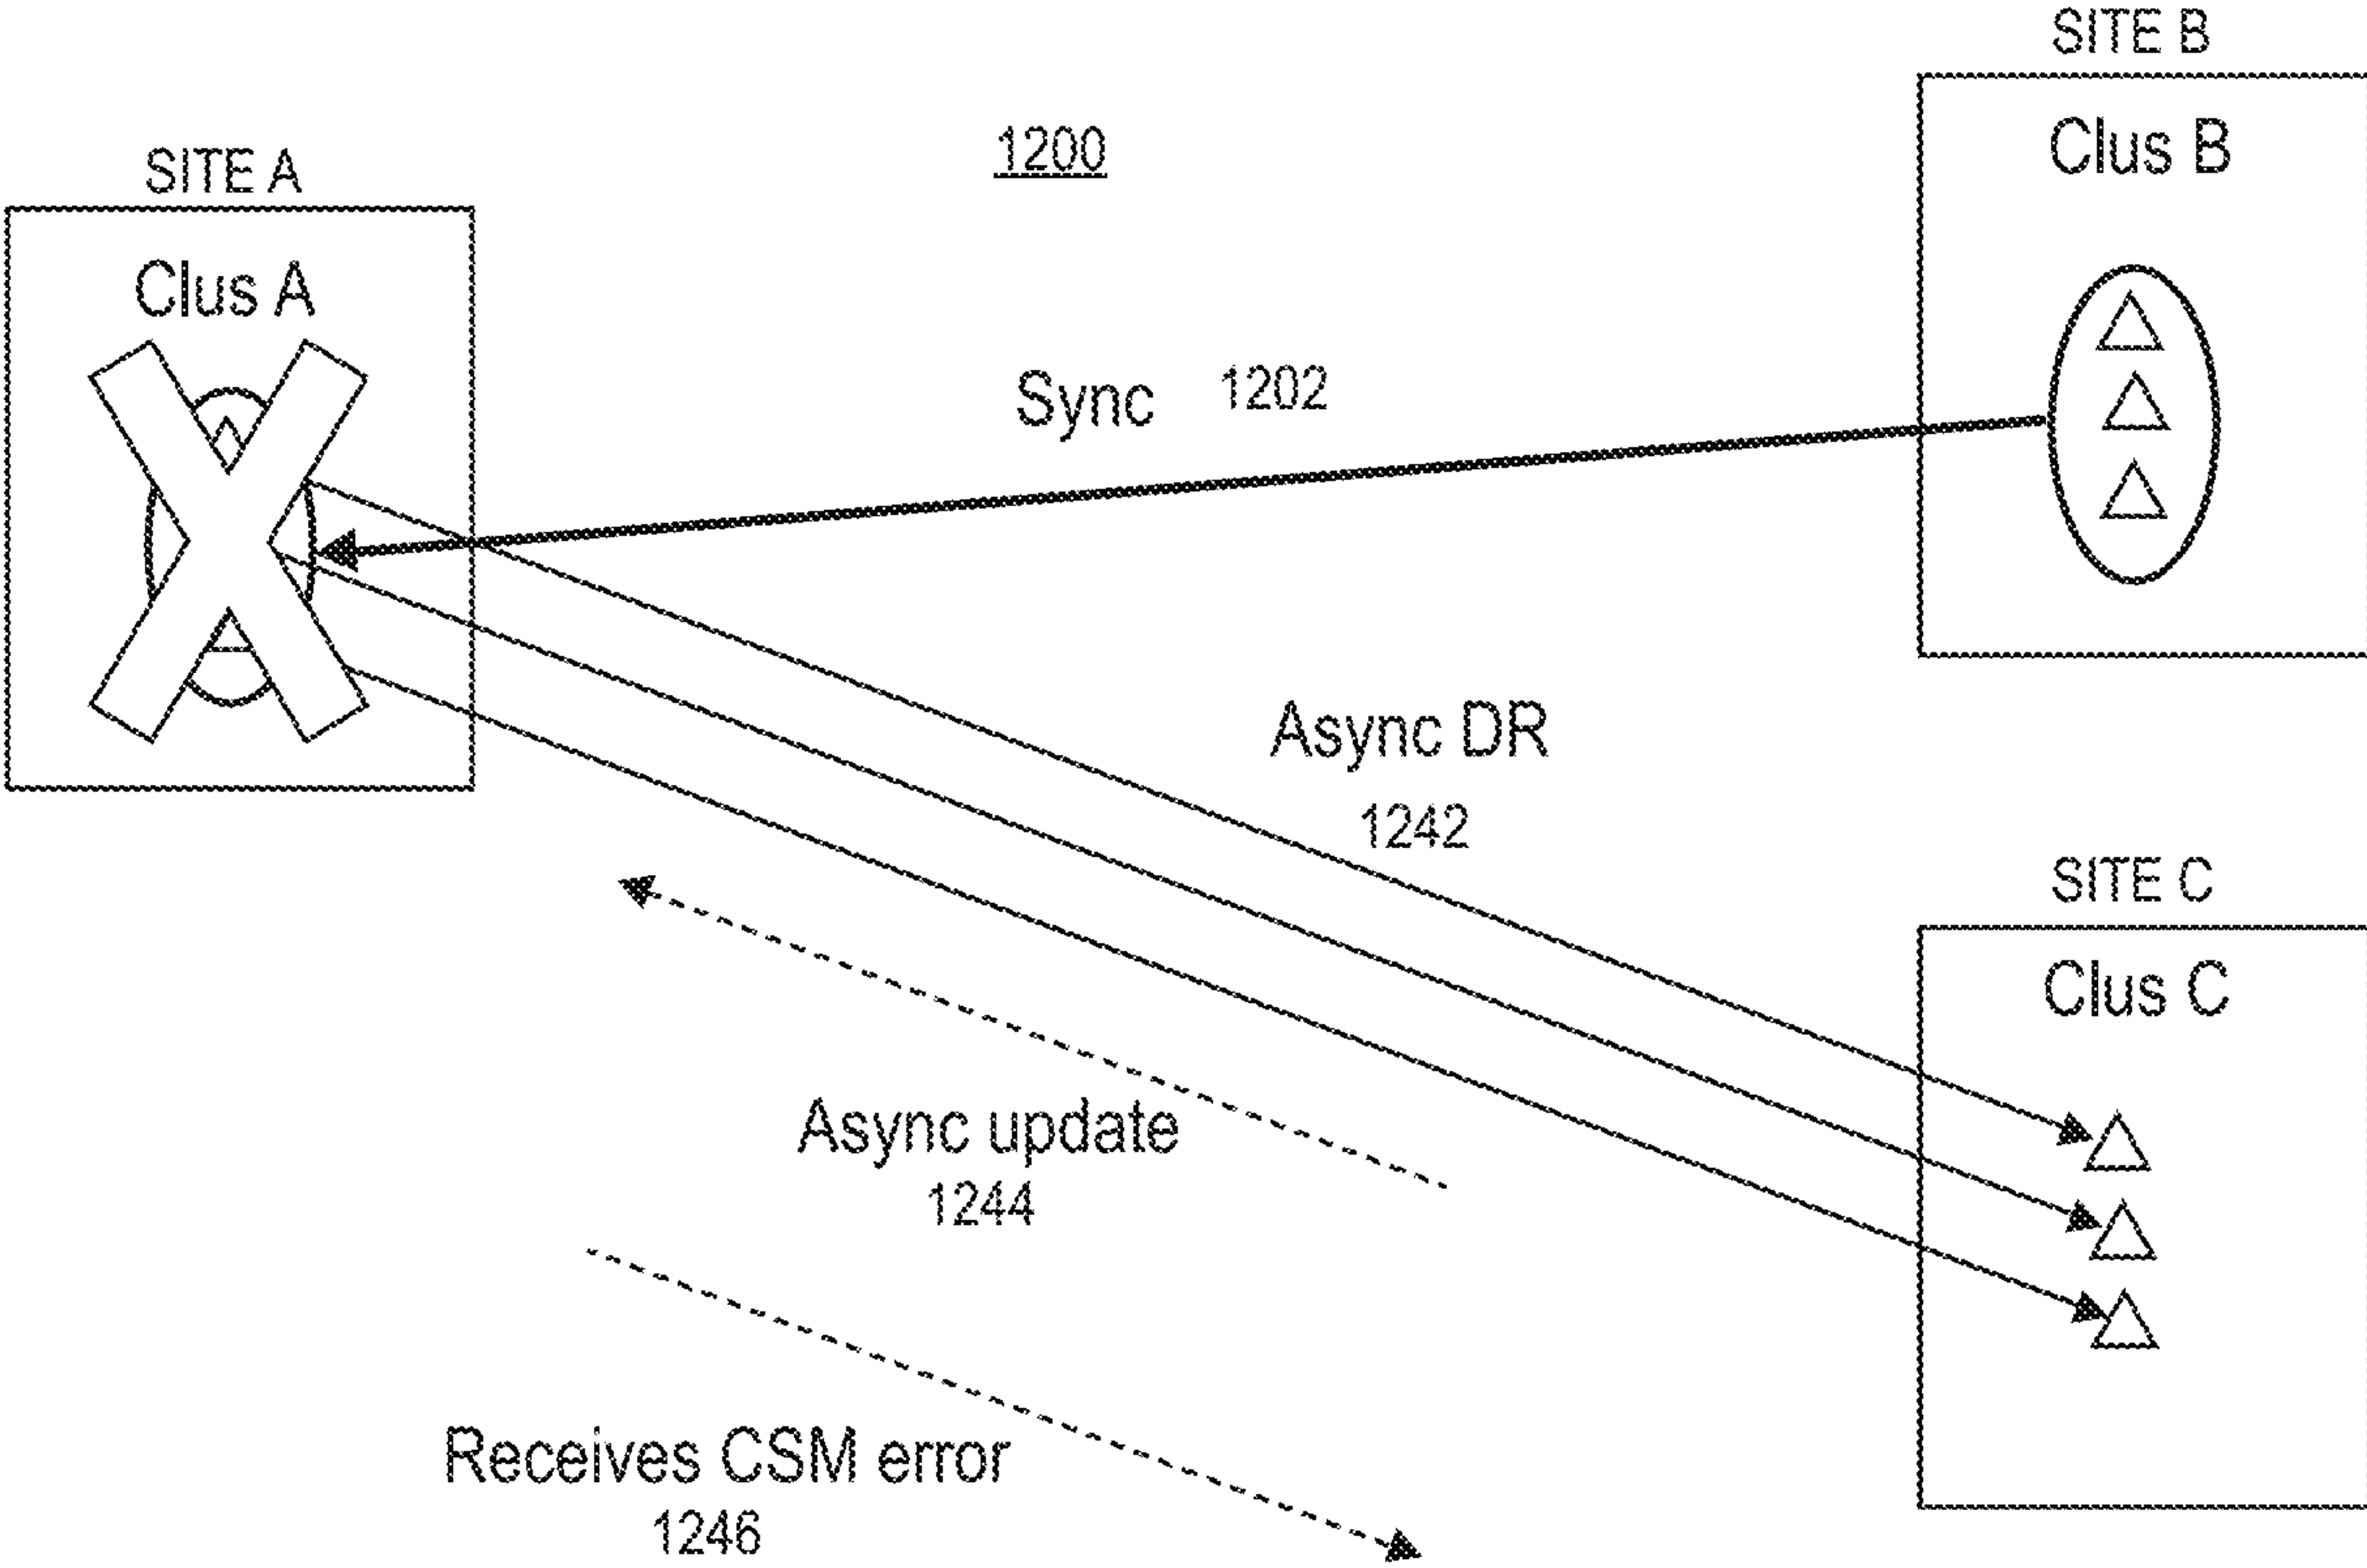 SITE B
Clus B
1200
SITE A
Clus A
Sync 1202
Async DR
1242
SITE C
Clus C
Async update
1244
Receives CSM error
1246